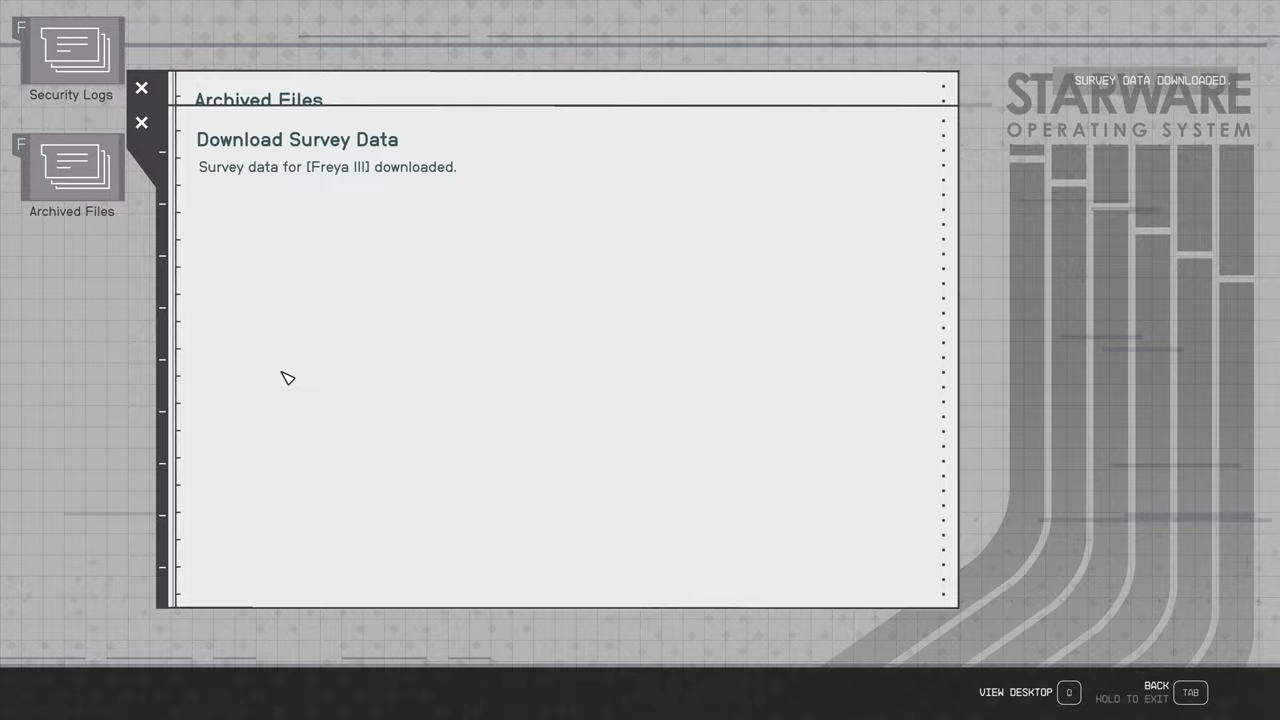 F
Security Logs
F
Archived Files
Archived Files
Download Survey Data
Survey data for [Freya III] downloaded.
SURVEY DATA DOWNLOADED.
STARWARE
OPERATING SYSTEM
VIEW DESKTOP Q
BACK
HOLD TO EXIT TAB